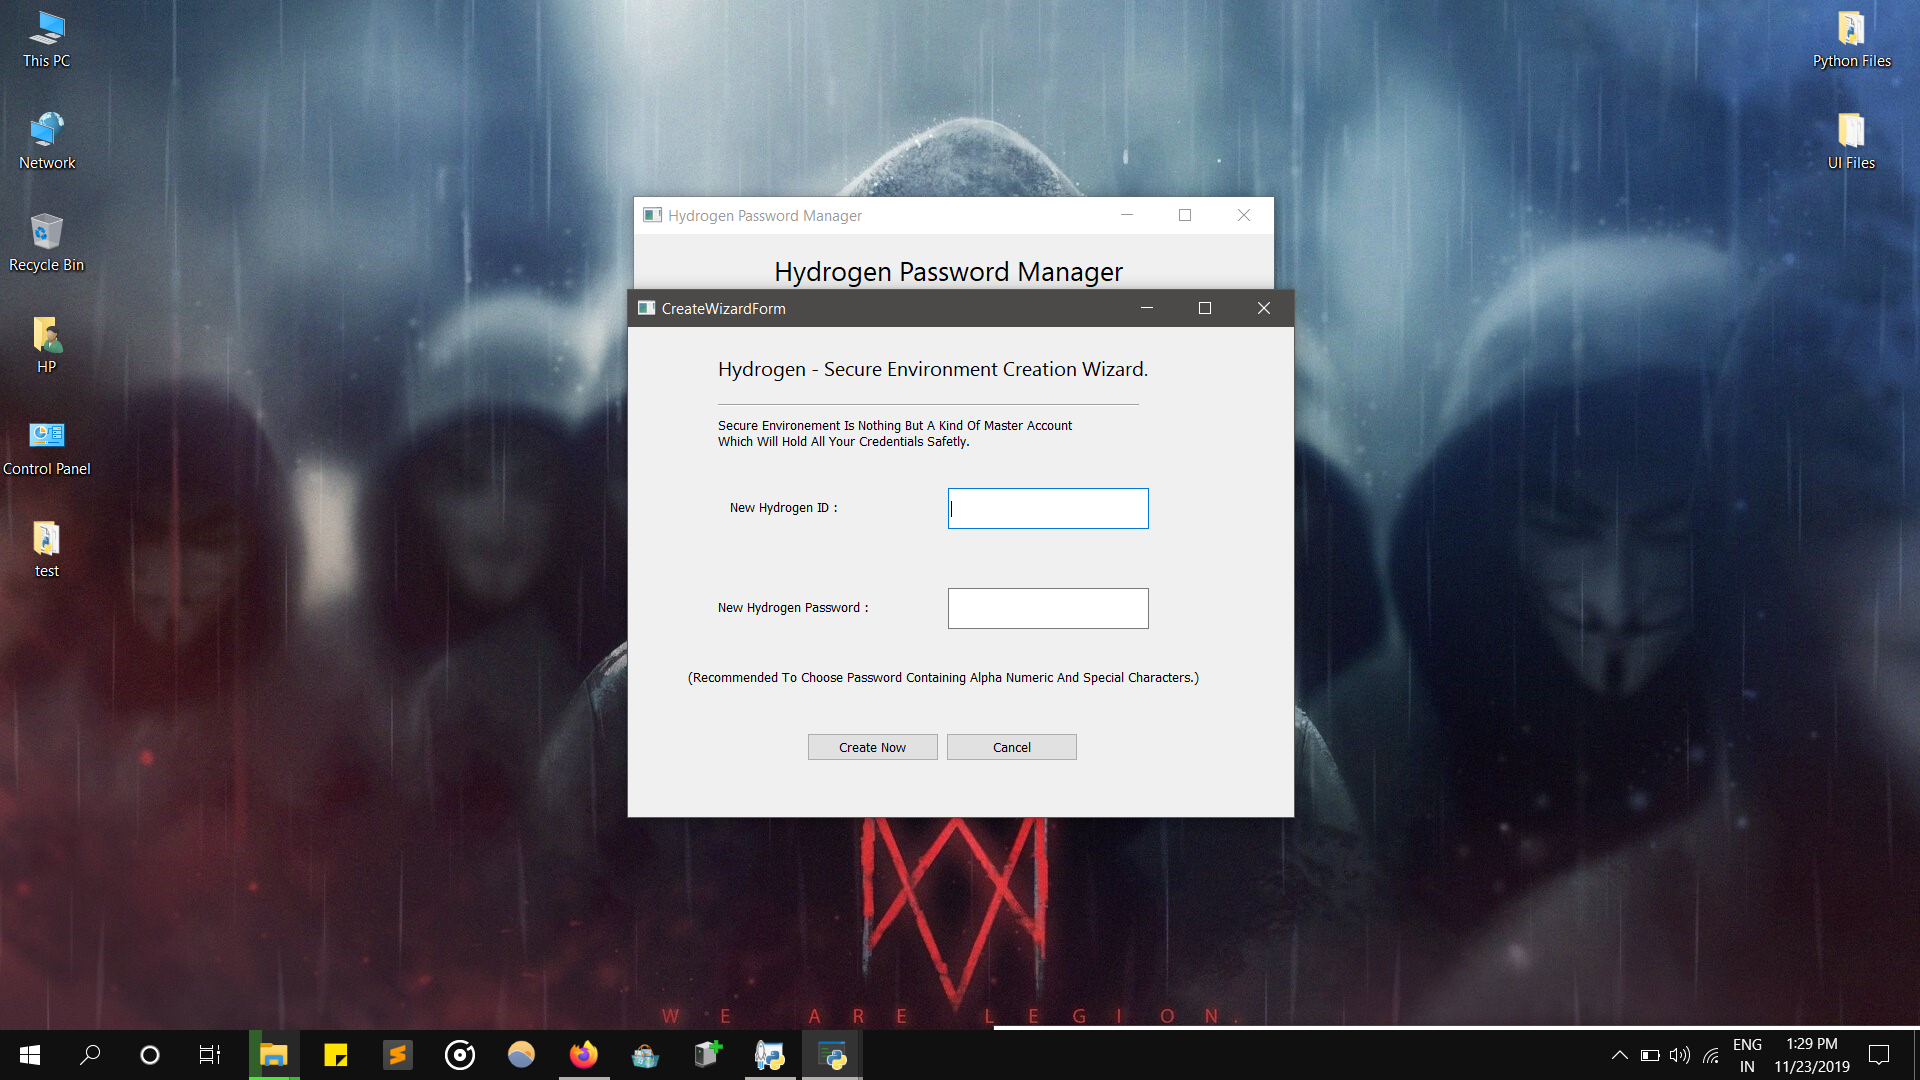 This PC
Network
Recycle Bin
HP
Control Panel
test
Python Files
UI Files
Hydrogen Password Manager
Hydrogen Password Manager
CreateWizardForm
Hydrogen - Secure Environment Creation Wizard.
Secure Environement Is Nothing But A Kind Of Master Account
Which Will Hold All Your Credentials Safetly.
New Hydrogen ID :
New Hydrogen Password :
(Recommended To Choose Password Containing Alpha Numeric And Special Characters.)
Create Now
Cancel
WE ARE LEGION.
ENG
IN
1:29 PM
11/23/2019